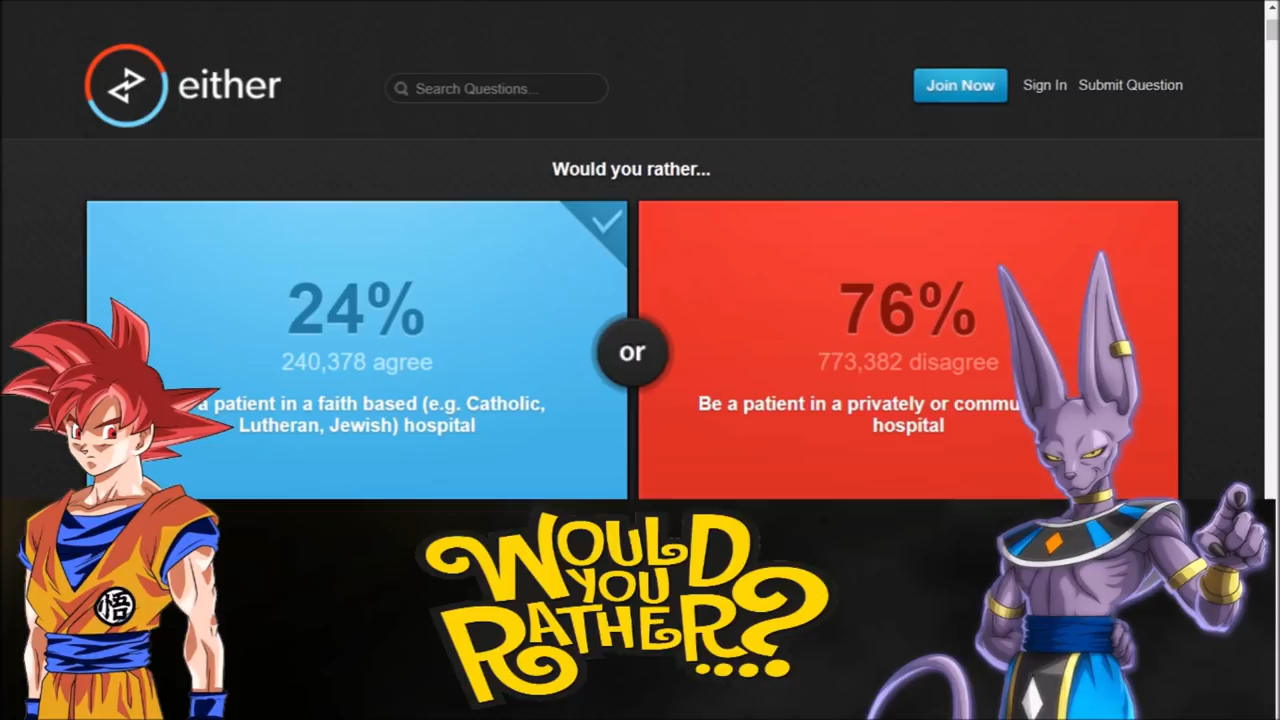 either
Search Questions...
Join Now
Sign In
Submit Question
Would you rather...
24%
240,378 agree
a patient in a faith based (e.g. Catholic,
Lutheran, Jewish) hospital
or
76%
773,382 disagree
Be a patient in a privately or commu
hospital
WOULD
YOU
RATHER...?
悟